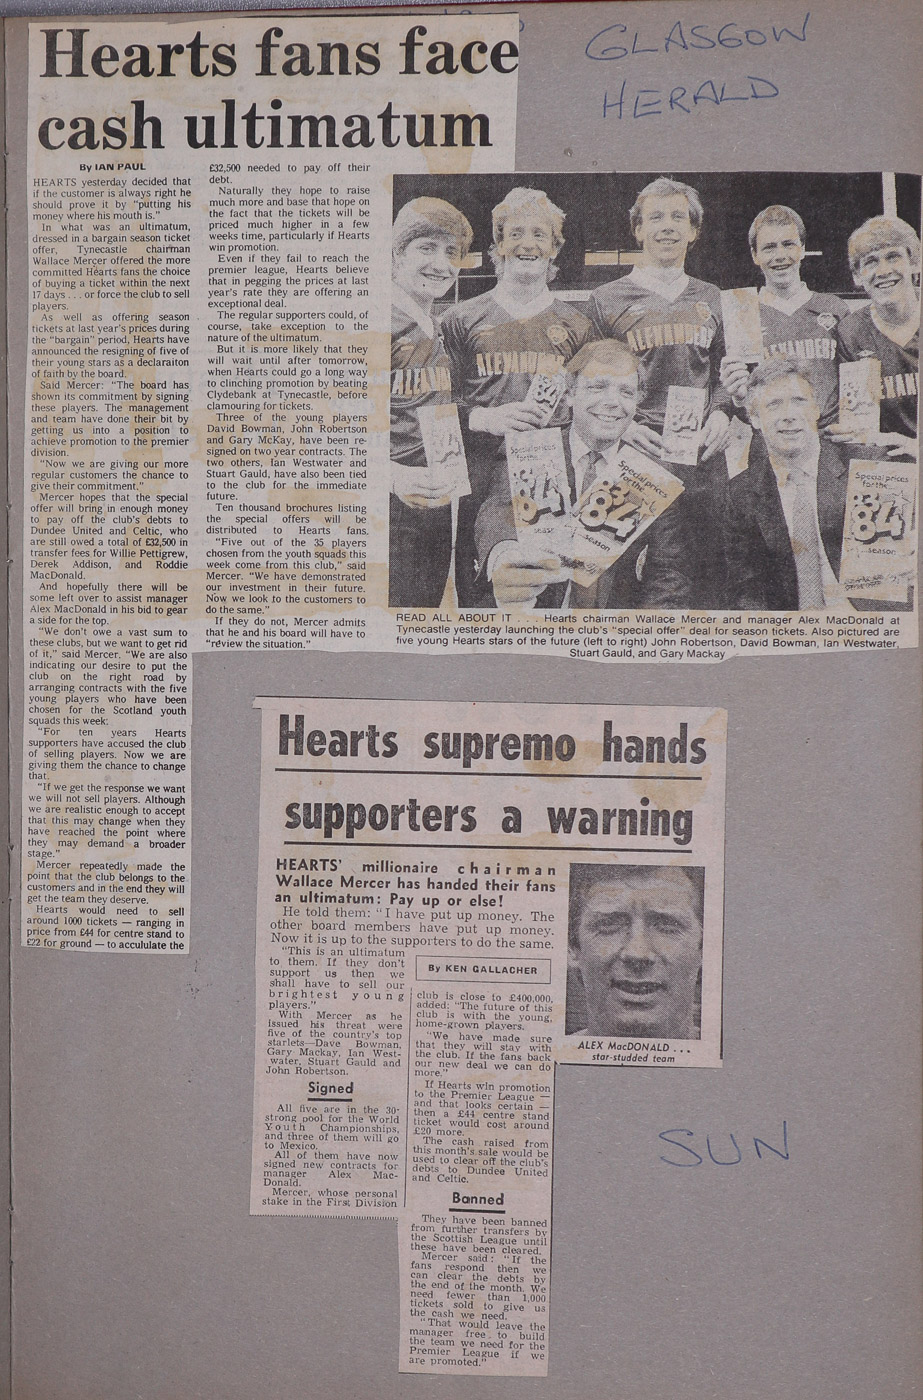 GLASGOW
HERALD
Hearts fans face
cash ultimatum
By IAN PAUL
HEARTS yesterday decided that
if the customer is always right he
should prove it by "putting his
money where his mouth is."
In what was an ultimatum,
dressed in a bargain season ticket
offer, Tynecastle chairman
Wallace Mercer offered the more
committed Hearts fans the choice
of buying a ticket within the next
17 days . . . or force the club to sell
players.
As well as offering season
tickets at last year's prices during
the "bargain" period, Hearts have
announced the resigning of five of
their young stars as a declaraiton
of faith by the board.
Said Mercer: "The board has
shown its commitment by signing
these players. The management
and team have done their bit by
getting us into a position to
achieve promotion to the premier
division.
"Now we are giving our more
regular customers the chance to
give their commitment."
Mercer hopes that the special
offer will bring in enough money
to pay off the club's debts to
Dundee United and Celtic, who
are still owed a total of £32,500 in
transfer fees for Willie Pettigrew,
Derek Addison, and Roddie
MacDonald.
And hopefully there will be
some left over to assist manager
Alex MacDonald in his bid to gear
a side for the top.
"We don't owe a vast sum to
these clubs, but we want to get rid
of it," said Mercer. "We are also
indicating our desire to put the
club on the right road by
arranging contracts with the five
young players who have been
chosen for the Scotland youth
squads this week;
"For ten years Hearts
supporters have accused the club
of selling players. Now we are
giving them the chance to change
that.
"If we get the response we want
we will not sell players. Although
we are realistic enough to accept
that this may change when they
have reached the point where
they may demand a broader
stage."
Mercer repeatedly made the
point that the club belongs to the
customers and in the end they will
get the team they deserve.
Hearts would need to sell
around 1000 tickets — ranging in
price from £44 for centre stand to
£22 for ground — to accululate the
£32,500 needed to pay off their
debt.
Naturally they hope to raise
much more and base that hope on
the fact that the tickets will be
priced much higher in a few
weeks time, particularly if Hearts
win promotion.
Even if they fail to reach the
premier league, Hearts believe
that in pegging the prices at last
year's rate they are offering an
exceptional deal.
The regular supporters could, of
course, take exception to the
nature of the ultimatum.
But it is more likely that they
will wait until after tomorrow,
when Hearts could go a long way
to clinching promotion by beating
Clydebank at Tynecastle, before
clamouring for tickets.
Three of the young players
David Bowman, John Robertson
and Gary McKay, have been re-
signed on two year contracts. The
two others, Ian Westwater and
Stuart Gauld, have also been tied
to the club for the immediate
future.
Ten thousand brochures listing
the special offers will be
distributed to Hearts fans.
"Five out of the 35 players
chosen from the youth squads this
week come from this club," said
Mercer. "We have demonstrated
our investment in their future.
Now we look to the customers to
do the same."
If they do not, Mercer admits
that he and his board will have to
"review the situation."
ALEXANDERS
ALEXANDERS
ALEXANDERS
Special prices
for the
83
84
season
Special prices
for the
83
84
season
Special prices
for the
83
84
season
READ ALL ABOUT IT . . . Hearts chairman Wallace Mercer and manager Alex MacDonald at
Tynecastle yesterday launching the club's "special offer" deal for season tickets. Also pictured are
five young Hearts stars of the future (left to right) John Robertson, David Bowman, Ian Westwater,
Stuart Gauld, and Gary Mackay
Hearts supremo hands
supporters a warning
HEARTS' millionaire chairman
Wallace Mercer has handed their fans
an ultimatum: Pay up or else!
He told them: "I have put up money. The
other board members have put up money.
Now it is up to the supporters to do the same.
"This is an ultimatum
to them. If they don't
support us then we
shall have to sell our
brightest young
players."
With Mercer as he
issued his threat were
five of the country's top
starlets—Dave Bowman,
Gary Mackay, Ian West-
water, Stuart Gauld and
John Robertson.
Signed
All five are in the 30-
strong pool for the World
Youth Championships,
and three of them will go
to Mexico.
All of them have now
signed new contracts for
manager Alex Mac-
Donald.
Mercer, whose personal
stake in the First Division
By KEN GALLACHER
club is close to £400,000,
added: "The future of this
club is with the young,
home-grown players.
"We have made sure
that they will stay with
the club. If the fans back
our new deal we can do
more."
If Hearts win promotion
to the Premier League —
and that looks certain —
then a £44 centre stand
ticket would cost around
£20 more.
The cash raised from
this month's sale would be
used to clear off the club's
debts to Dundee United
and Celtic.
Banned
They have been banned
from further transfers by
the Scottish League until
these have been cleared.
Mercer said: "If the
fans respond then we
can clear the debts by
the end of the month. We
need fewer than 1,000
tickets sold to give us
the cash we need.
"That would leave the
manager free to build
the team we need for the
Premier League if we
are promoted."
ALEX MacDONALD . . .
star-studded team
SUN